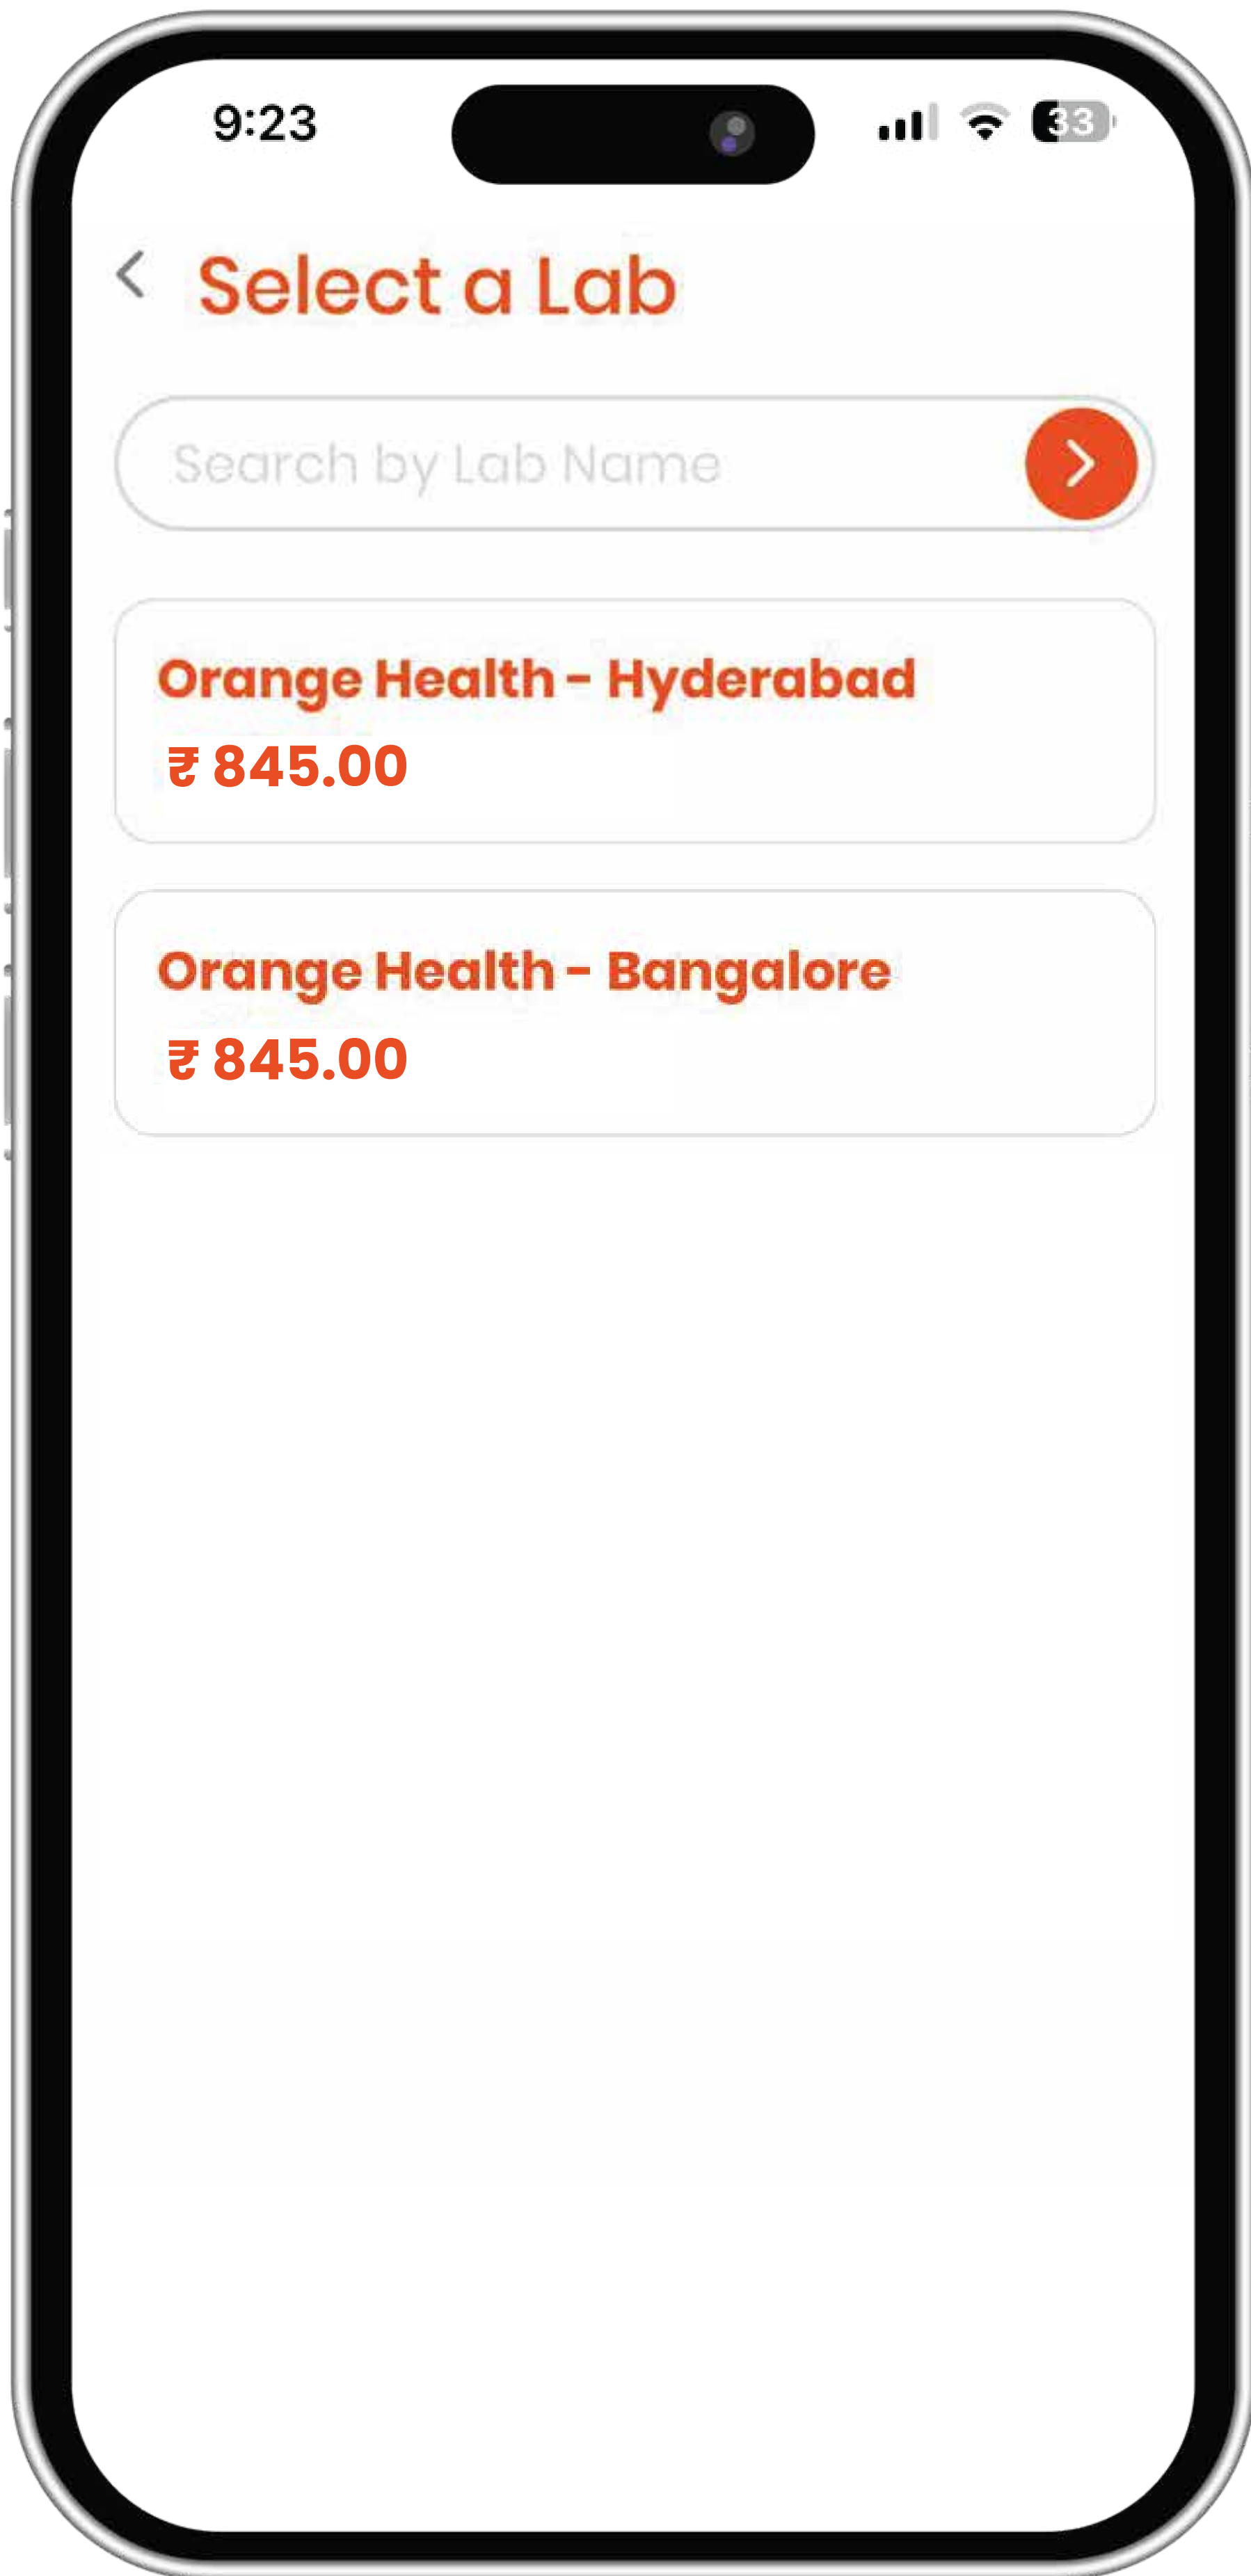 9:23
33
Select a Lab
Search by Lab Name
Orange Health - Hyderabad
₹ 845.00
Orange Health - Bangalore
₹ 845.00